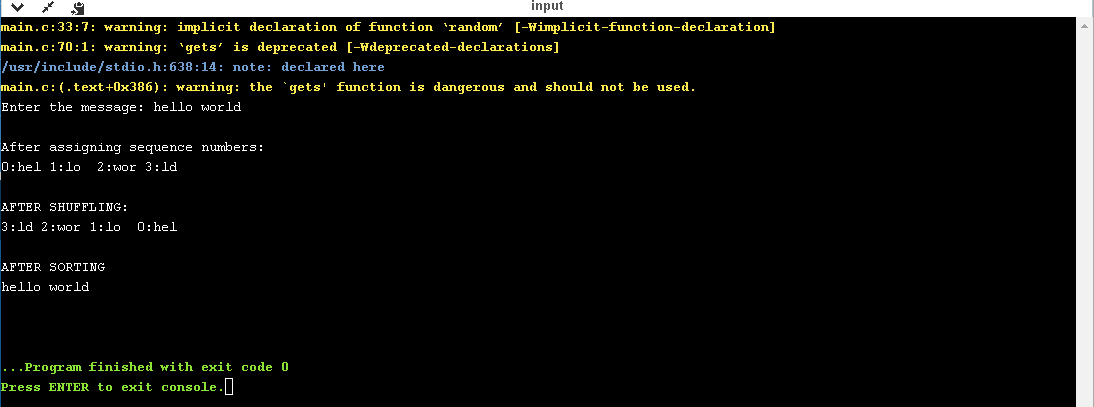 input
main.c:33:7: warning: implicit declaration of function ‘random’ [-Wimplicit-function-declaration]
main.c:70:1: warning: ‘gets’ is deprecated [-Wdeprecated-declarations]
/usr/include/stdio.h:638:14: note: declared here
main.c:(.text+0x386): warning: the `gets' function is dangerous and should not be used.
Enter the message: hello world
After assigning sequence numbers:
0:hel 1:lo  2:wor 3:ld
AFTER SHUFFLING:
3:ld 2:wor 1:lo  0:hel
AFTER SORTING
hello world
...Program finished with exit code 0
Press ENTER to exit console.